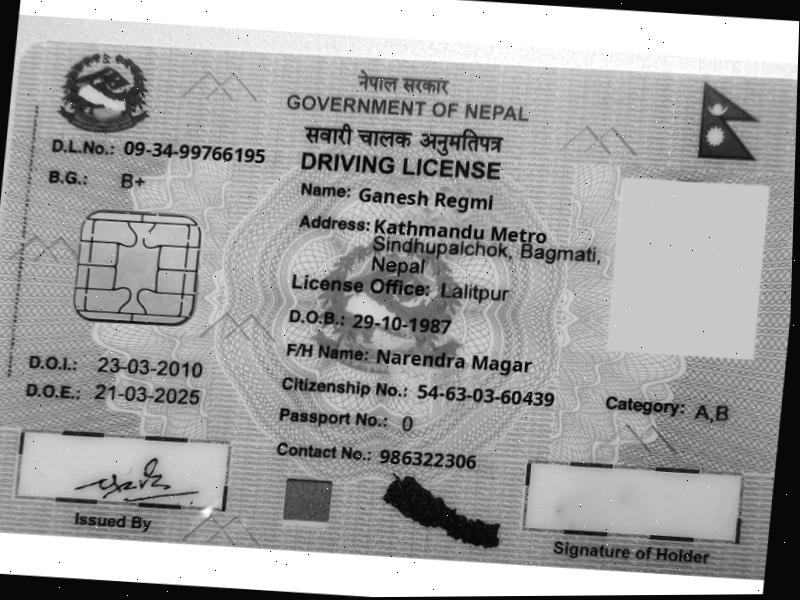 नेपाल सरकार
GOVERNMENT OF NEPAL
सवारी चालक अनुमतिपत्र
DRIVING LICENSE
D.L.No.: 09-34-99766195
B.G.: B+
Name: Ganesh Regmi
Address: Kathmandu Metro
Sindhupalchok, Bagmati,
Nepal
License Office: Lalitpur
D.O.B.: 29-10-1987
F/H Name: Narendra Magar
D.O.I.: 23-03-2010
D.O.E.: 21-03-2025
Citizenship No.: 54-63-03-60439
Category: A,B
Passport No.: 0
Contact No.: 986322306
Issued By
Signature of Holder